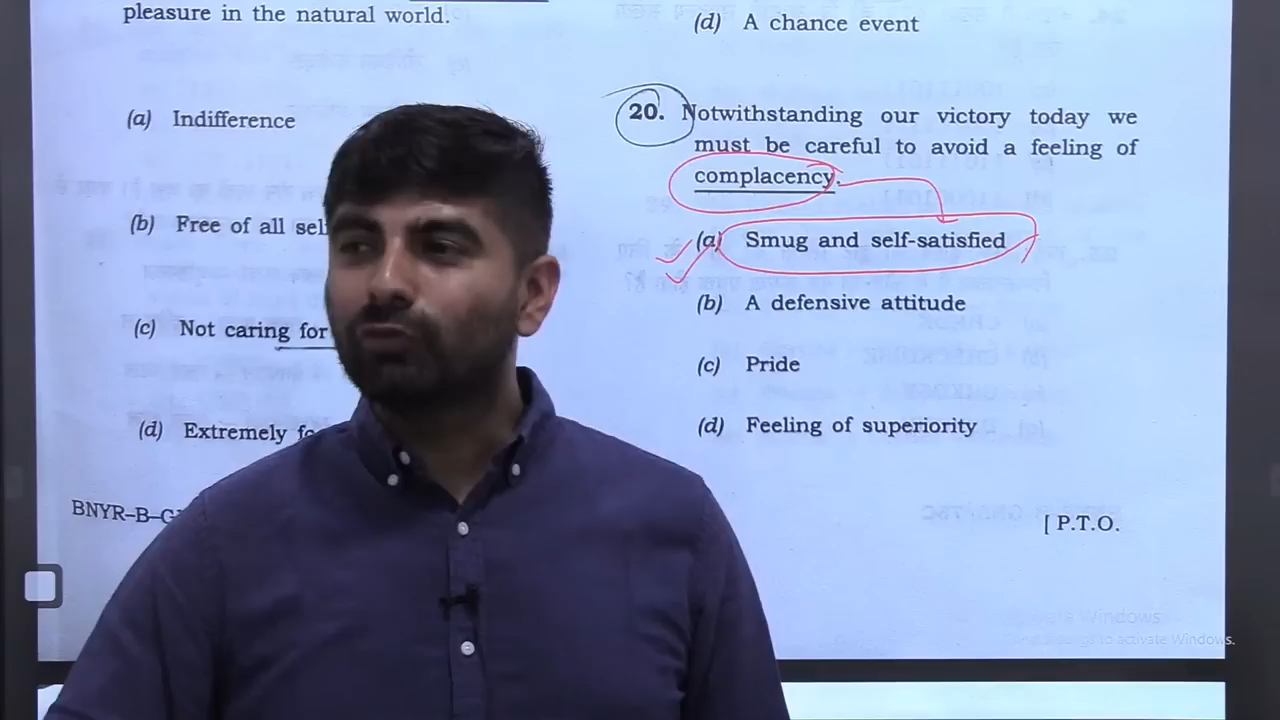 pleasure in the natural world.
(a) Indifference
(b) Free of all sel
(c) Not caring for
(d) Extremely fo
BNYR–B–G
(d) A chance event
20. Notwithstanding our victory today we
must be careful to avoid a feeling of
complacency.
(a) Smug and self-satisfied
(b) A defensive attitude
(c) Pride
(d) Feeling of superiority
[ P.T.O.